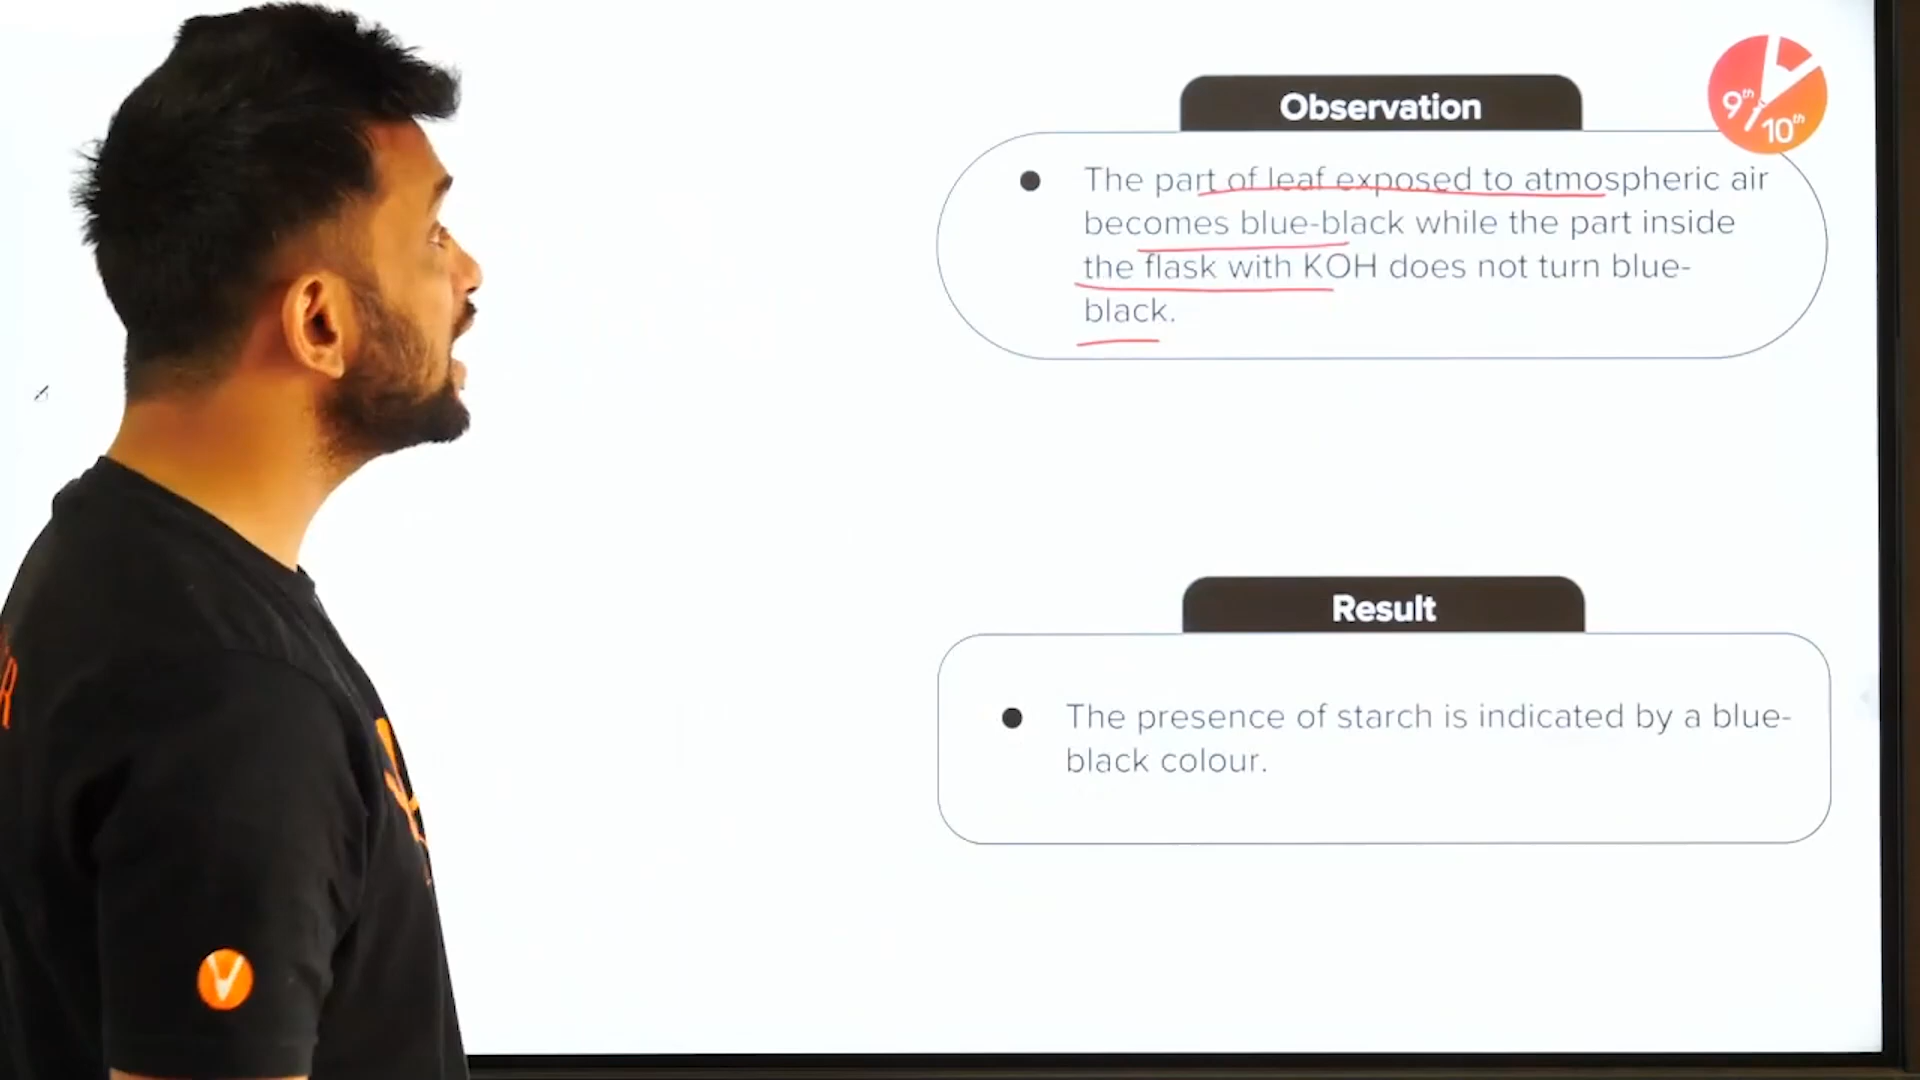 Observation
9th
10th
The part of leaf exposed to atmospheric air
becomes blue-black while the part inside
the flask with KOH does not turn blue-
black.
Result
The presence of starch is indicated by a blue-
black colour.